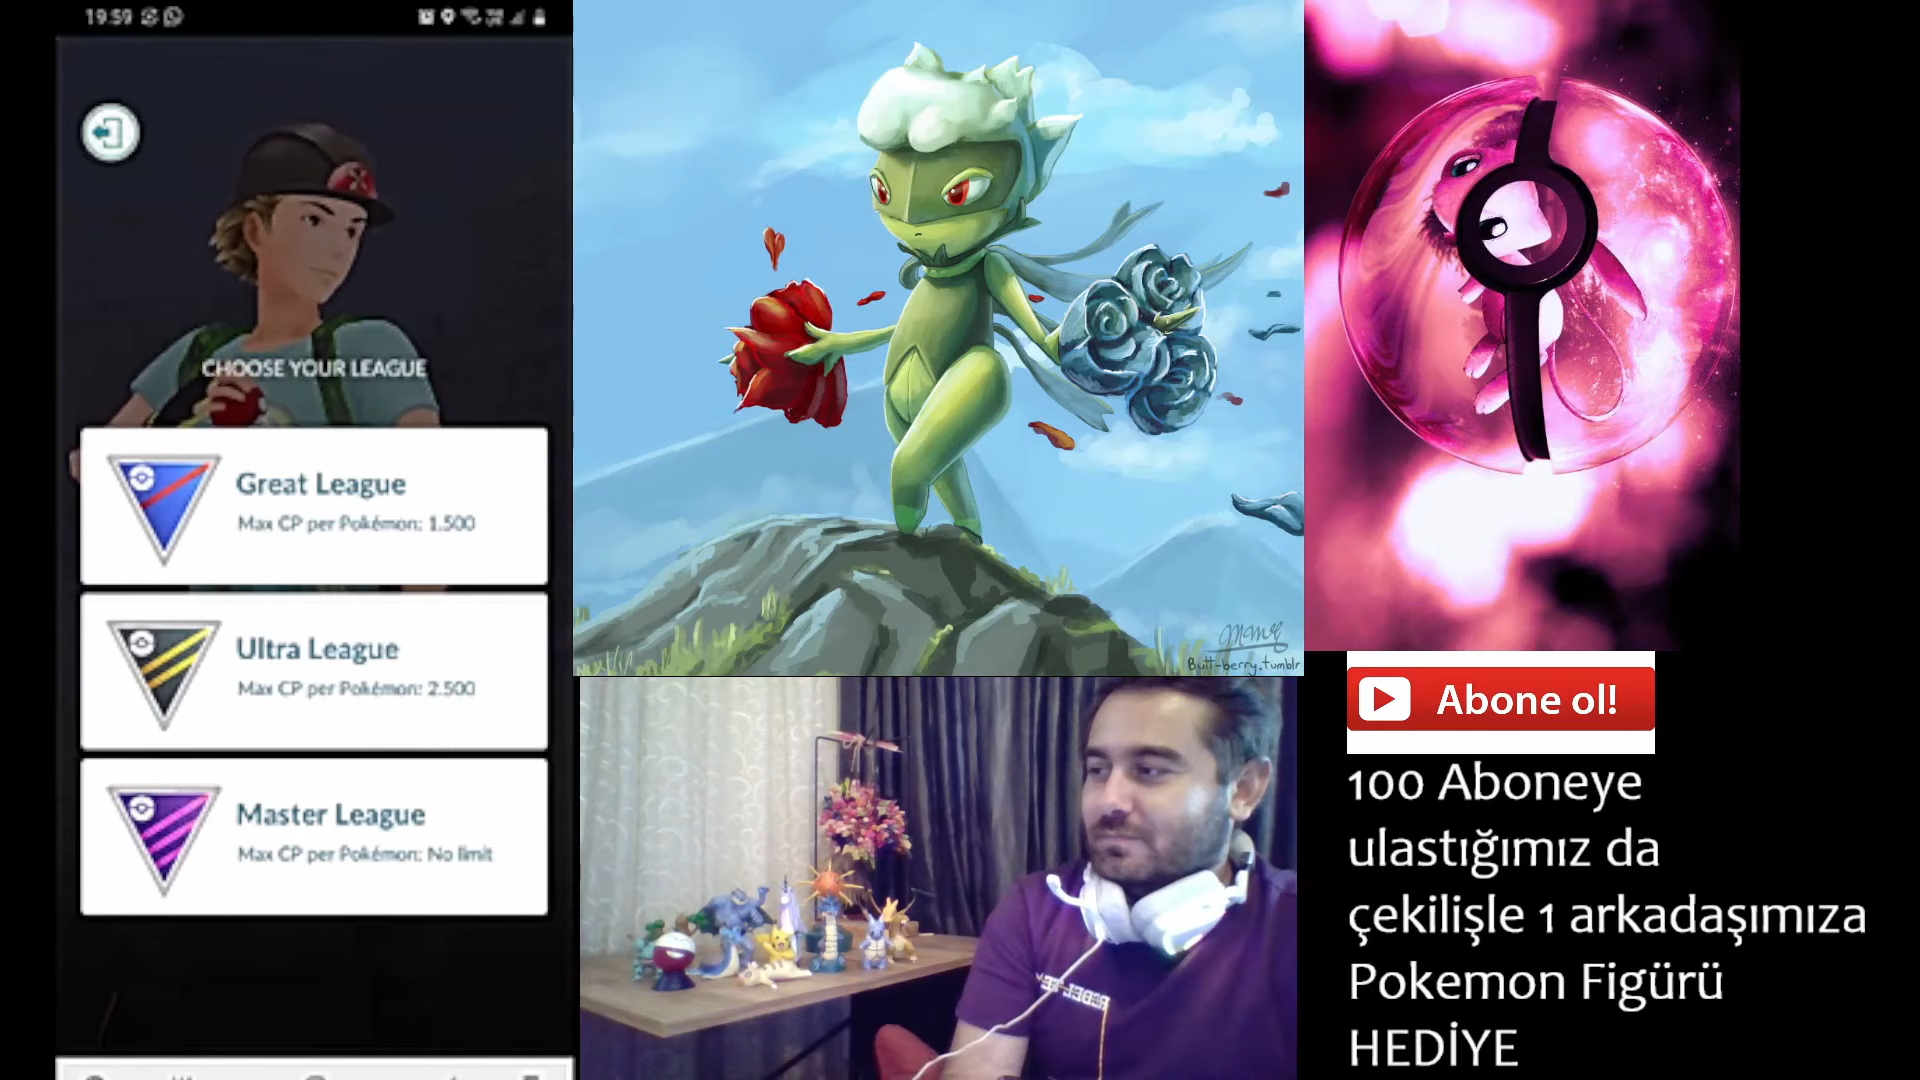 19:59
CHOOSE YOUR LEAGUE
Great League
Max CP per Pokémon: 1.500
Ultra League
Max CP per Pokémon: 2.500
Master League
Max CP per Pokémon: No limit
Butt-berry.tumblr
Abone ol!
100 Aboneye
ulastığımız da
çekilişle 1 arkadaşımıza
Pokemon Figürü
HEDİYE